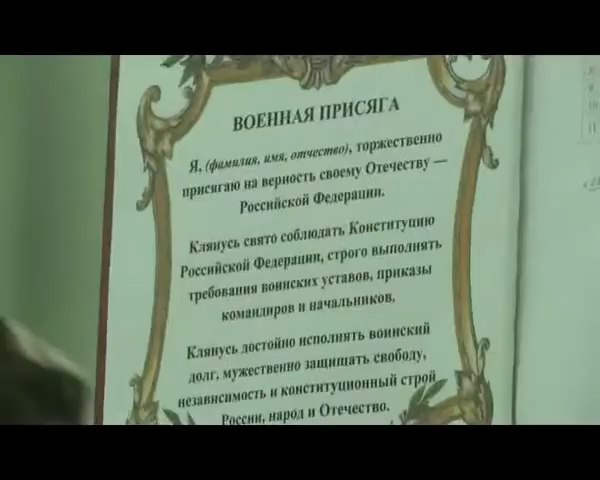 ВОЕННАЯ ПРИСЯГА
Я, (фамилия, имя, отчество), торжественно
присягаю на верность своему Отечеству —
Российской Федерации.
Клянусь свято соблюдать Конституцию
Российской Федерации, строго выполнять
требования воинских уставов, приказы
командиров и начальников.
Клянусь достойно исполнять воинский
долг, мужественно защищать свободу,
независимость и конституционный строй
России, народ и Отечество.